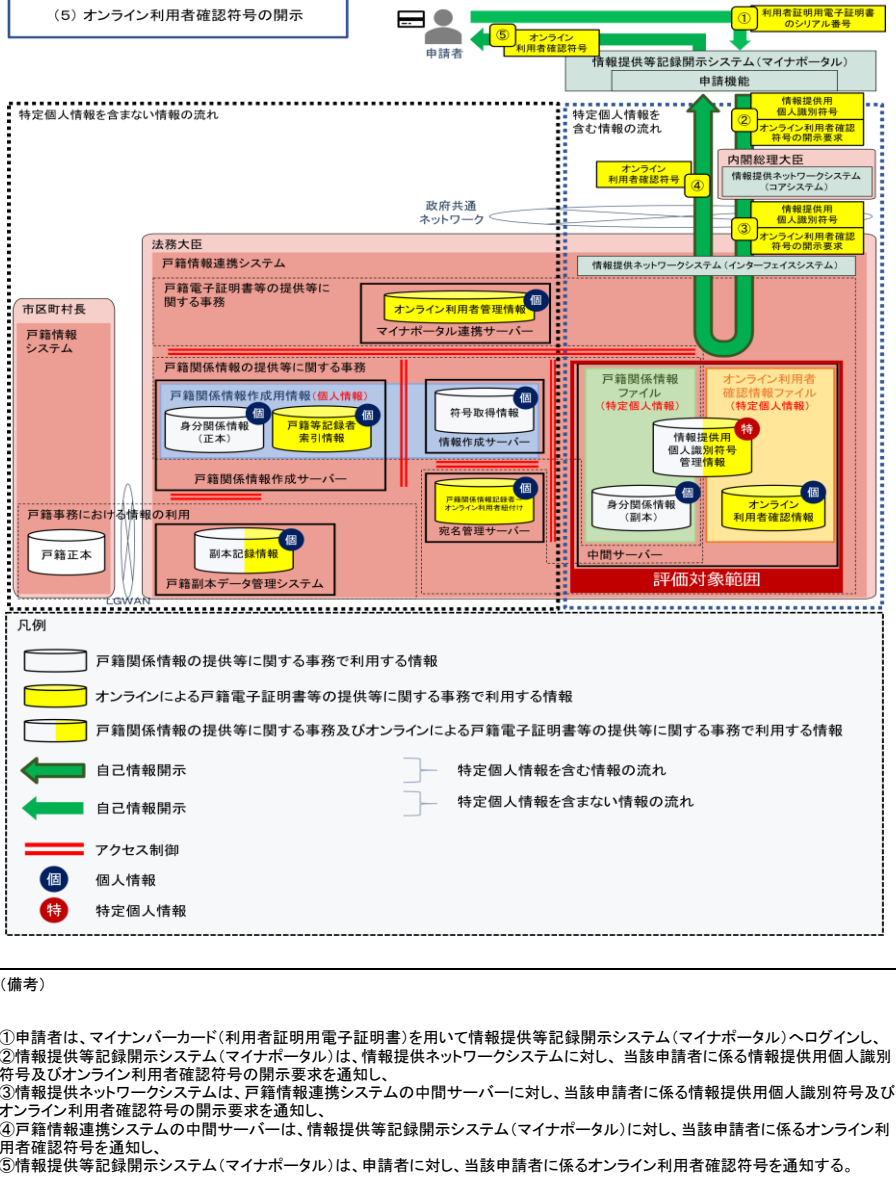 （5）オンライン利用者確認符号の開示
申請者
① 利用者証明用電子証明書
のシリアル番号
⑤ オンライン
利用者確認符号
情報提供等記録開示システム（マイナポータル）
申請機能
特定個人情報を含まない情報の流れ
特定個人情報を
含む情報の流れ
② 情報提供用
個人識別符号
オンライン利用者確認
符号の開示要求
内閣総理大臣
情報提供ネットワークシステム
（コアシステム）
オンライン
利用者確認符号
④
政府共通
ネットワーク
③ 情報提供用
個人識別符号
オンライン利用者確認
符号の開示要求
法務大臣
戸籍情報連携システム
情報提供ネットワークシステム（インターフェイスシステム）
戸籍電子証明書等の提供等に
関する事務
オンライン利用者管理情報
個
マイナポータル連携サーバー
市区町村長
戸籍情報
システム
戸籍関係情報の提供等に関する事務
戸籍関係情報作成用情報（個人情報）
身分関係情報
（正本）
個
戸籍等記録者
索引情報
個
戸籍関係情報作成サーバー
符号取得情報
個
情報作成サーバー
戸籍関係情報記録者
オンライン利用者紐付け
個
宛名管理サーバー
戸籍関係情報
ファイル
（特定個人情報）
オンライン利用者
確認情報ファイル
（特定個人情報）
情報提供用
個人識別符号
管理情報
特
身分関係情報
（副本）
個
オンライン
利用者確認情報
個
中間サーバー
評価対象範囲
戸籍事務における情報の利用
戸籍正本
副本記録情報
個
戸籍副本データ管理システム
LGWAN
凡例
戸籍関係情報の提供等に関する事務で利用する情報
オンラインによる戸籍電子証明書等の提供等に関する事務で利用する情報
戸籍関係情報の提供等に関する事務及びオンラインによる戸籍電子証明書等の提供等に関する事務で利用する情報
自己情報開示
特定個人情報を含む情報の流れ
自己情報開示
特定個人情報を含まない情報の流れ
アクセス制御
個 個人情報
特 特定個人情報
（備考）
①申請者は、マイナンバーカード（利用者証明用電子証明書）を用いて情報提供等記録開示システム（マイナポータル）へログインし、
②情報提供等記録開示システム（マイナポータル）は、情報提供ネットワークシステムに対し、当該申請者に係る情報提供用個人識別
符号及びオンライン利用者確認符号の開示要求を通知し、
③情報提供ネットワークシステムは、戸籍情報連携システムの中間サーバーに対し、当該申請者に係る情報提供用個人識別符号及び
オンライン利用者確認符号の開示要求を通知し、
④戸籍情報連携システムの中間サーバーは、情報提供等記録開示システム（マイナポータル）に対し、当該申請者に係るオンライン利
用者確認符号を通知し、
⑤情報提供等記録開示システム（マイナポータル）は、申請者に対し、当該申請者に係るオンライン利用者確認符号を通知する。